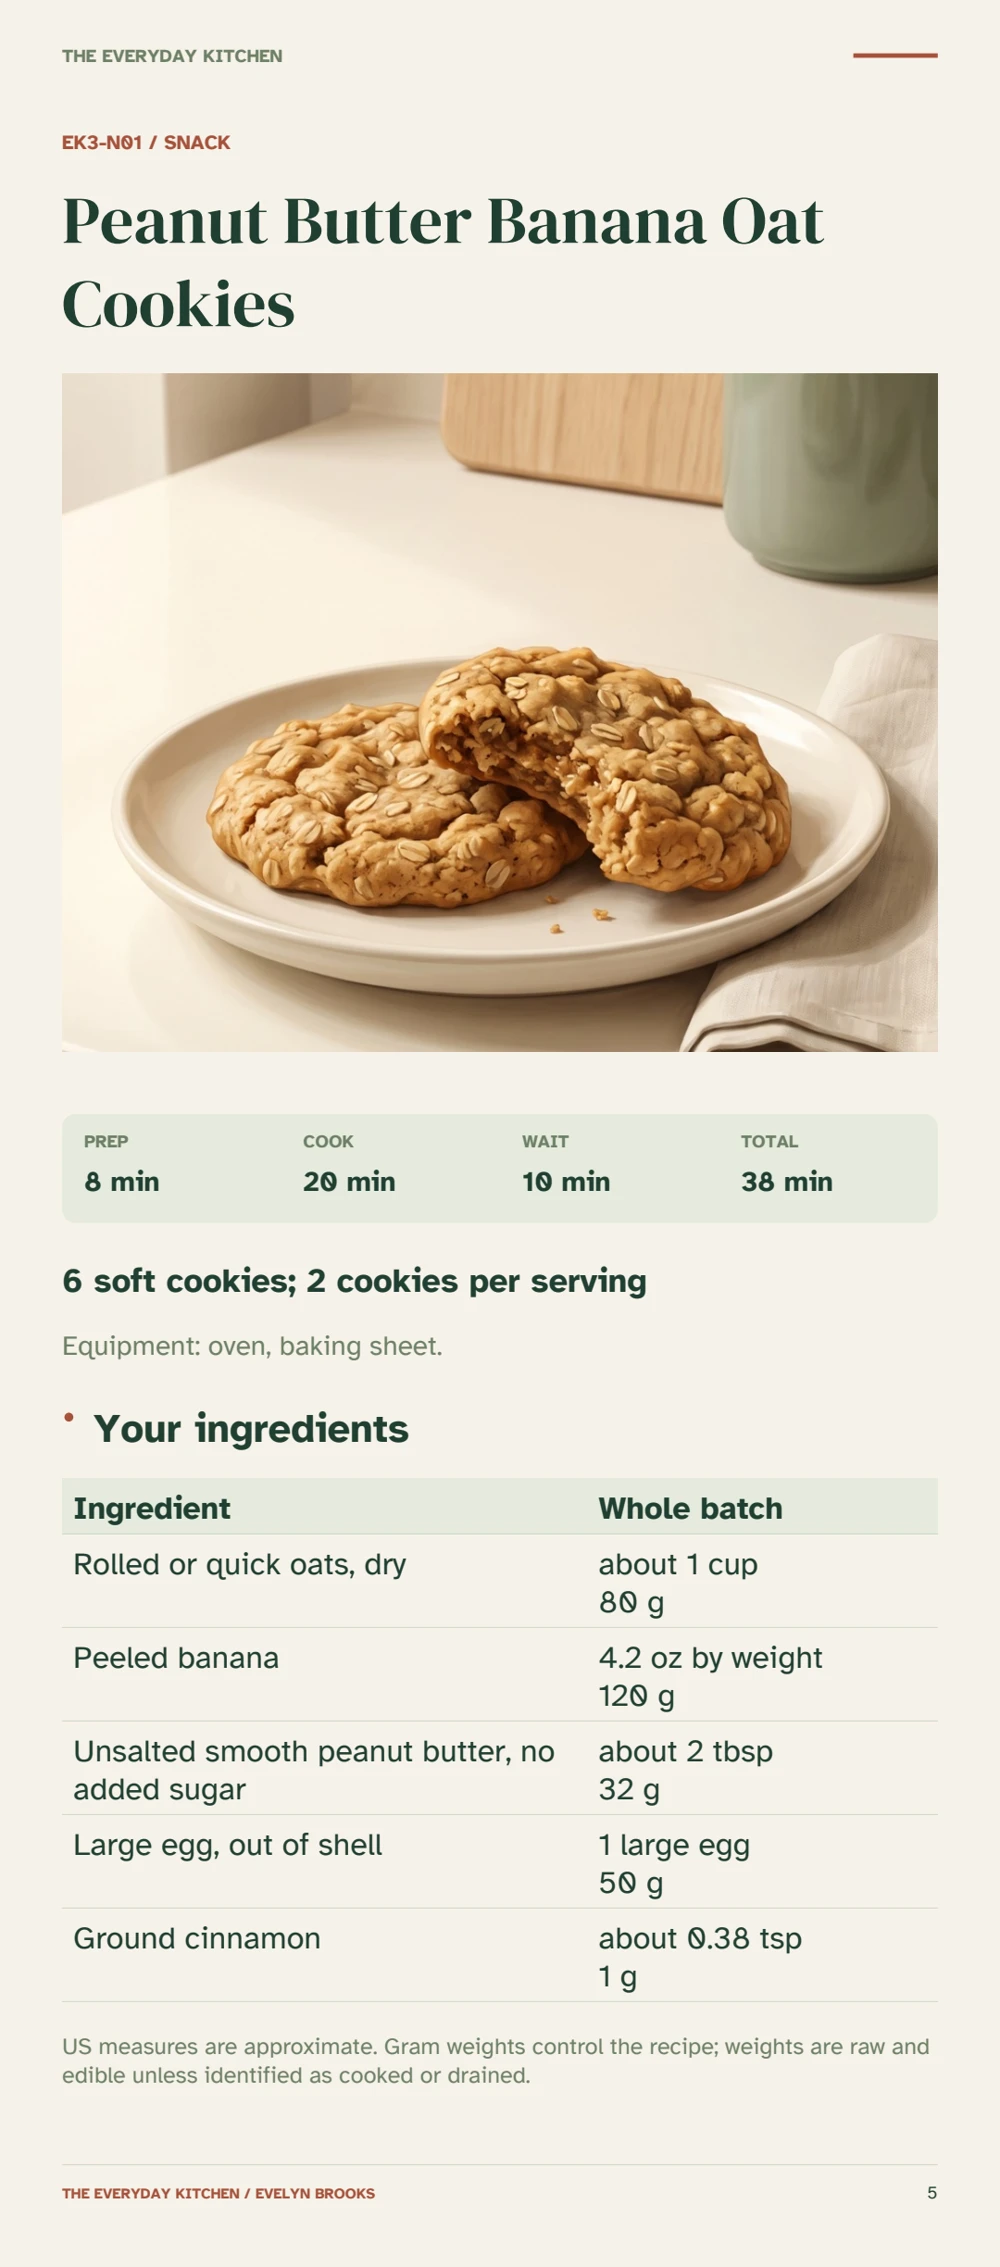 THE EVERYDAY KITCHEN
EK3-N01 / SNACK
Peanut Butter Banana Oat
Cookies
PREP
8 min
COOK
20 min
WAIT
10 min
TOTAL
38 min
6 soft cookies; 2 cookies per serving
Equipment: oven, baking sheet.
• Your ingredients
Ingredient
Whole batch
Rolled or quick oats, dry
about 1 cup
80 g
Peeled banana
4.2 oz by weight
120 g
Unsalted smooth peanut butter, no
added sugar
about 2 tbsp
32 g
Large egg, out of shell
1 large egg
50 g
Ground cinnamon
about 0.38 tsp
1 g
US measures are approximate. Gram weights control the recipe; weights are raw and
edible unless identified as cooked or drained.
THE EVERYDAY KITCHEN / EVELYN BROOKS
5